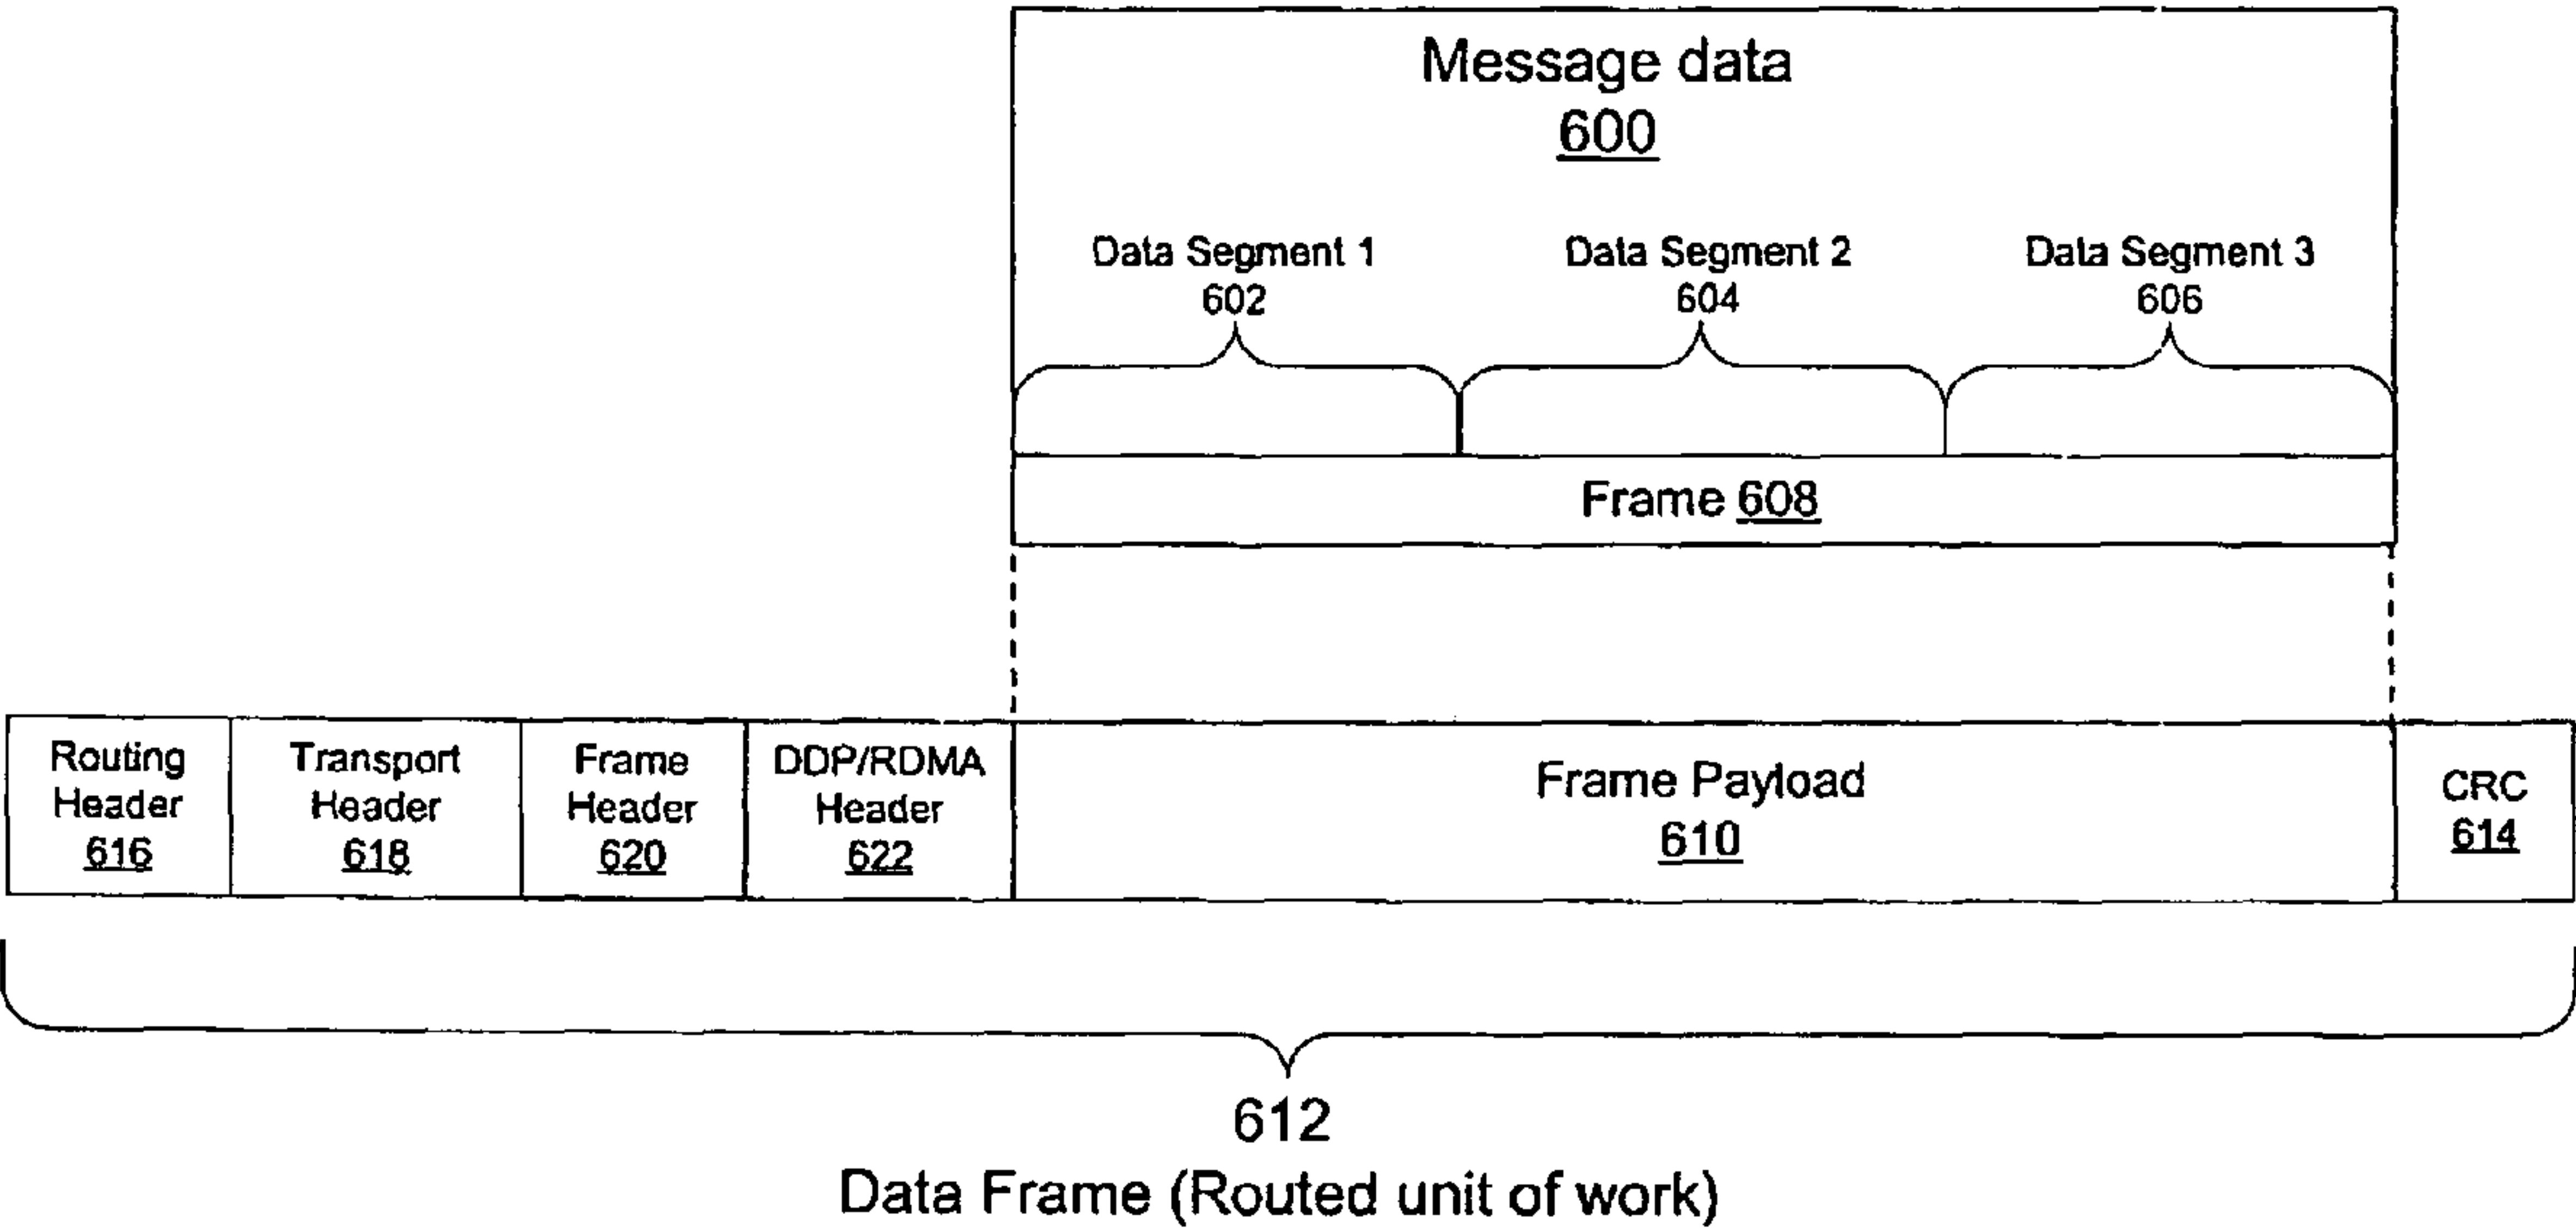 Message data
600
Data Segment 1
602
Data Segment 2
604
Data Segment 3
606
Frame 608
Routing
Header
616
Transport
Header
618
Frame
Header
620
DDP/RDMA
Header
622
Frame Payload
610
CRC
614
612
Data Frame (Routed unit of work)